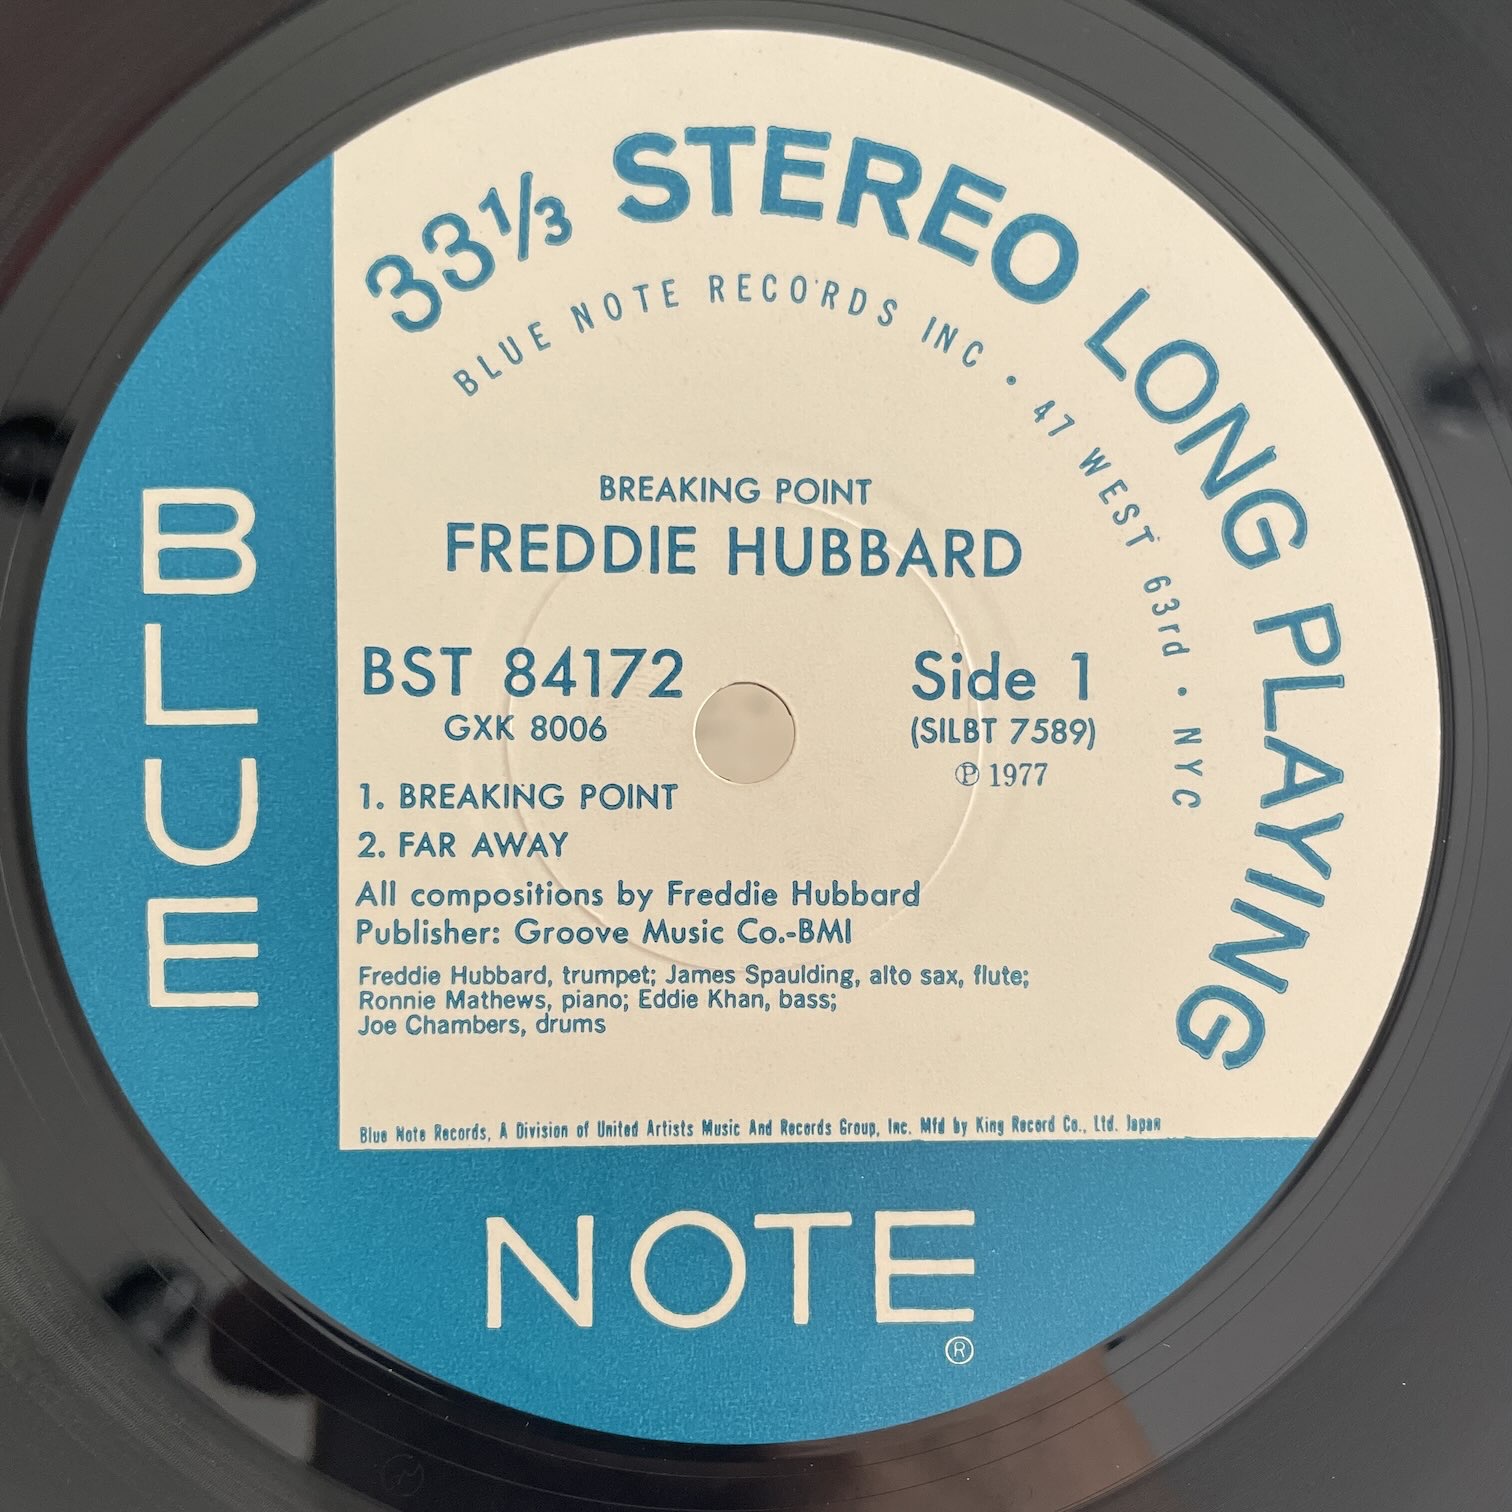 33⅓ STEREO LONG PLAYING
BLUE NOTE RECORDS INC · 47 WEST 63rd · NYC
BREAKING POINT
FREDDIE HUBBARD
BST 84172
GXK 8006
Side 1
(SILBT 7589)
℗ 1977
1. BREAKING POINT
2. FAR AWAY
All compositions by Freddie Hubbard
Publisher: Groove Music Co.-BMI
Freddie Hubbard, trumpet; James Spaulding, alto sax, flute;
Ronnie Mathews, piano; Eddie Khan, bass;
Joe Chambers, drums
Blue Note Records, A Division of United Artists Music And Records Group, Inc. Mfd by King Record Co., Ltd. Japan
BLUE
NOTE
®